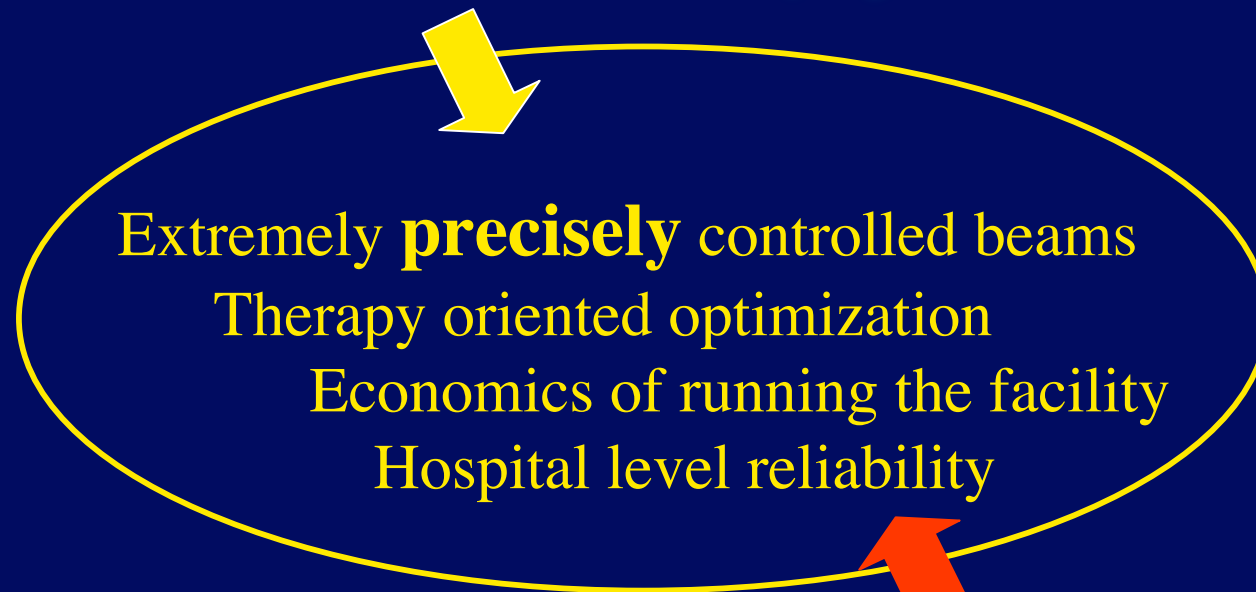 Extremely precisely controlled beams
Therapy oriented optimization
Economics of running the facility
Hospital level reliability